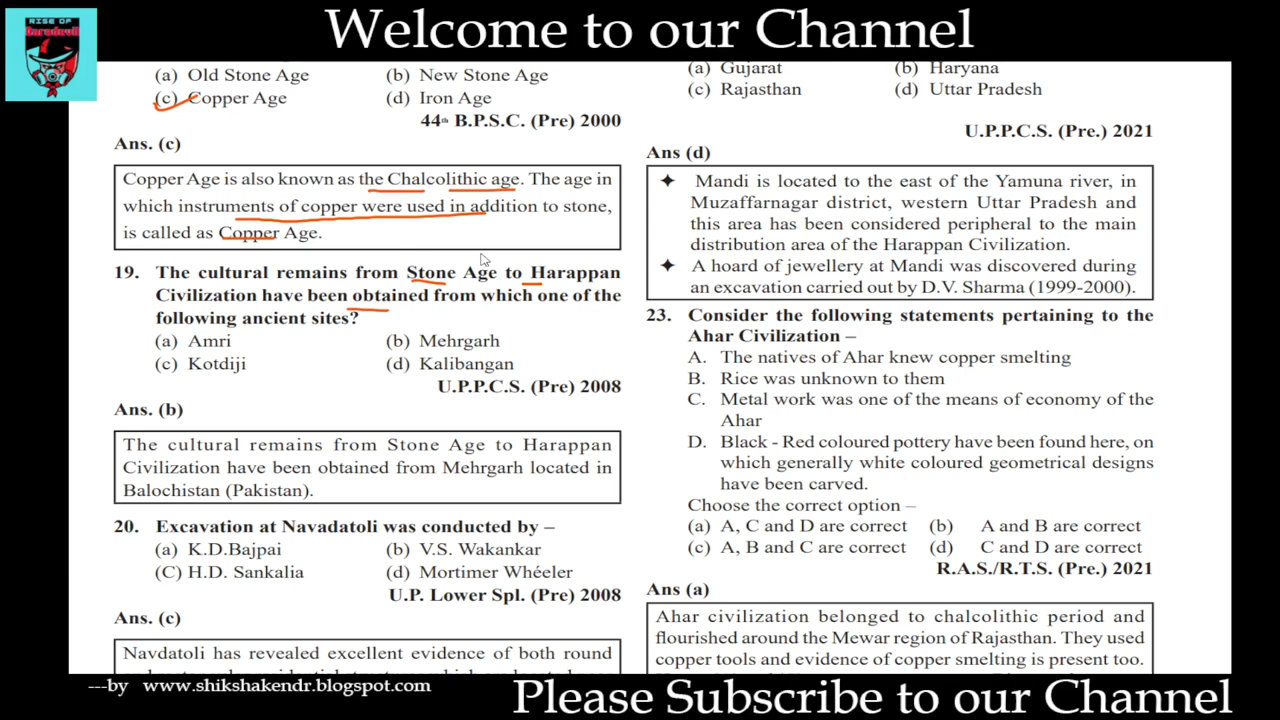 RISE OF
Daredevil
Welcome to our Channel
(a) Old Stone Age (b) New Stone Age
(c) Copper Age (d) Iron Age
44th B.P.S.C. (Pre) 2000
Ans. (c)
Copper Age is also known as the Chalcolithic age. The age in
which instruments of copper were used in addition to stone,
is called as Copper Age.
19. The cultural remains from Stone Age to Harappan
Civilization have been obtained from which one of the
following ancient sites?
(a) Amri (b) Mehrgarh
(c) Kotdiji (d) Kalibangan
U.P.P.C.S. (Pre) 2008
Ans. (b)
The cultural remains from Stone Age to Harappan
Civilization have been obtained from Mehrgarh located in
Balochistan (Pakistan).
20. Excavation at Navadatoli was conducted by –
(a) K.D.Bajpai (b) V.S. Wakankar
(C) H.D. Sankalia (d) Mortimer Whéeler
U.P. Lower Spl. (Pre) 2008
Ans. (c)
Navdatoli has revealed excellent evidence of both round
(a) Gujarat (b) Haryana
(c) Rajasthan (d) Uttar Pradesh
U.P.P.C.S. (Pre.) 2021
Ans (d)
✦ Mandi is located to the east of the Yamuna river, in
Muzaffarnagar district, western Uttar Pradesh and
this area has been considered peripheral to the main
distribution area of the Harappan Civilization.
✦ A hoard of jewellery at Mandi was discovered during
an excavation carried out by D.V. Sharma (1999-2000).
23. Consider the following statements pertaining to the
Ahar Civilization –
A. The natives of Ahar knew copper smelting
B. Rice was unknown to them
C. Metal work was one of the means of economy of the
Ahar
D. Black - Red coloured pottery have been found here, on
which generally white coloured geometrical designs
have been carved.
Choose the correct option –
(a) A, C and D are correct (b) A and B are correct
(c) A, B and C are correct (d) C and D are correct
R.A.S./R.T.S. (Pre.) 2021
Ans (a)
Ahar civilization belonged to chalcolithic period and
flourished around the Mewar region of Rajasthan. They used
copper tools and evidence of copper smelting is present too.
---by www.shikshakendr.blogspot.com
Please Subscribe to our Channel